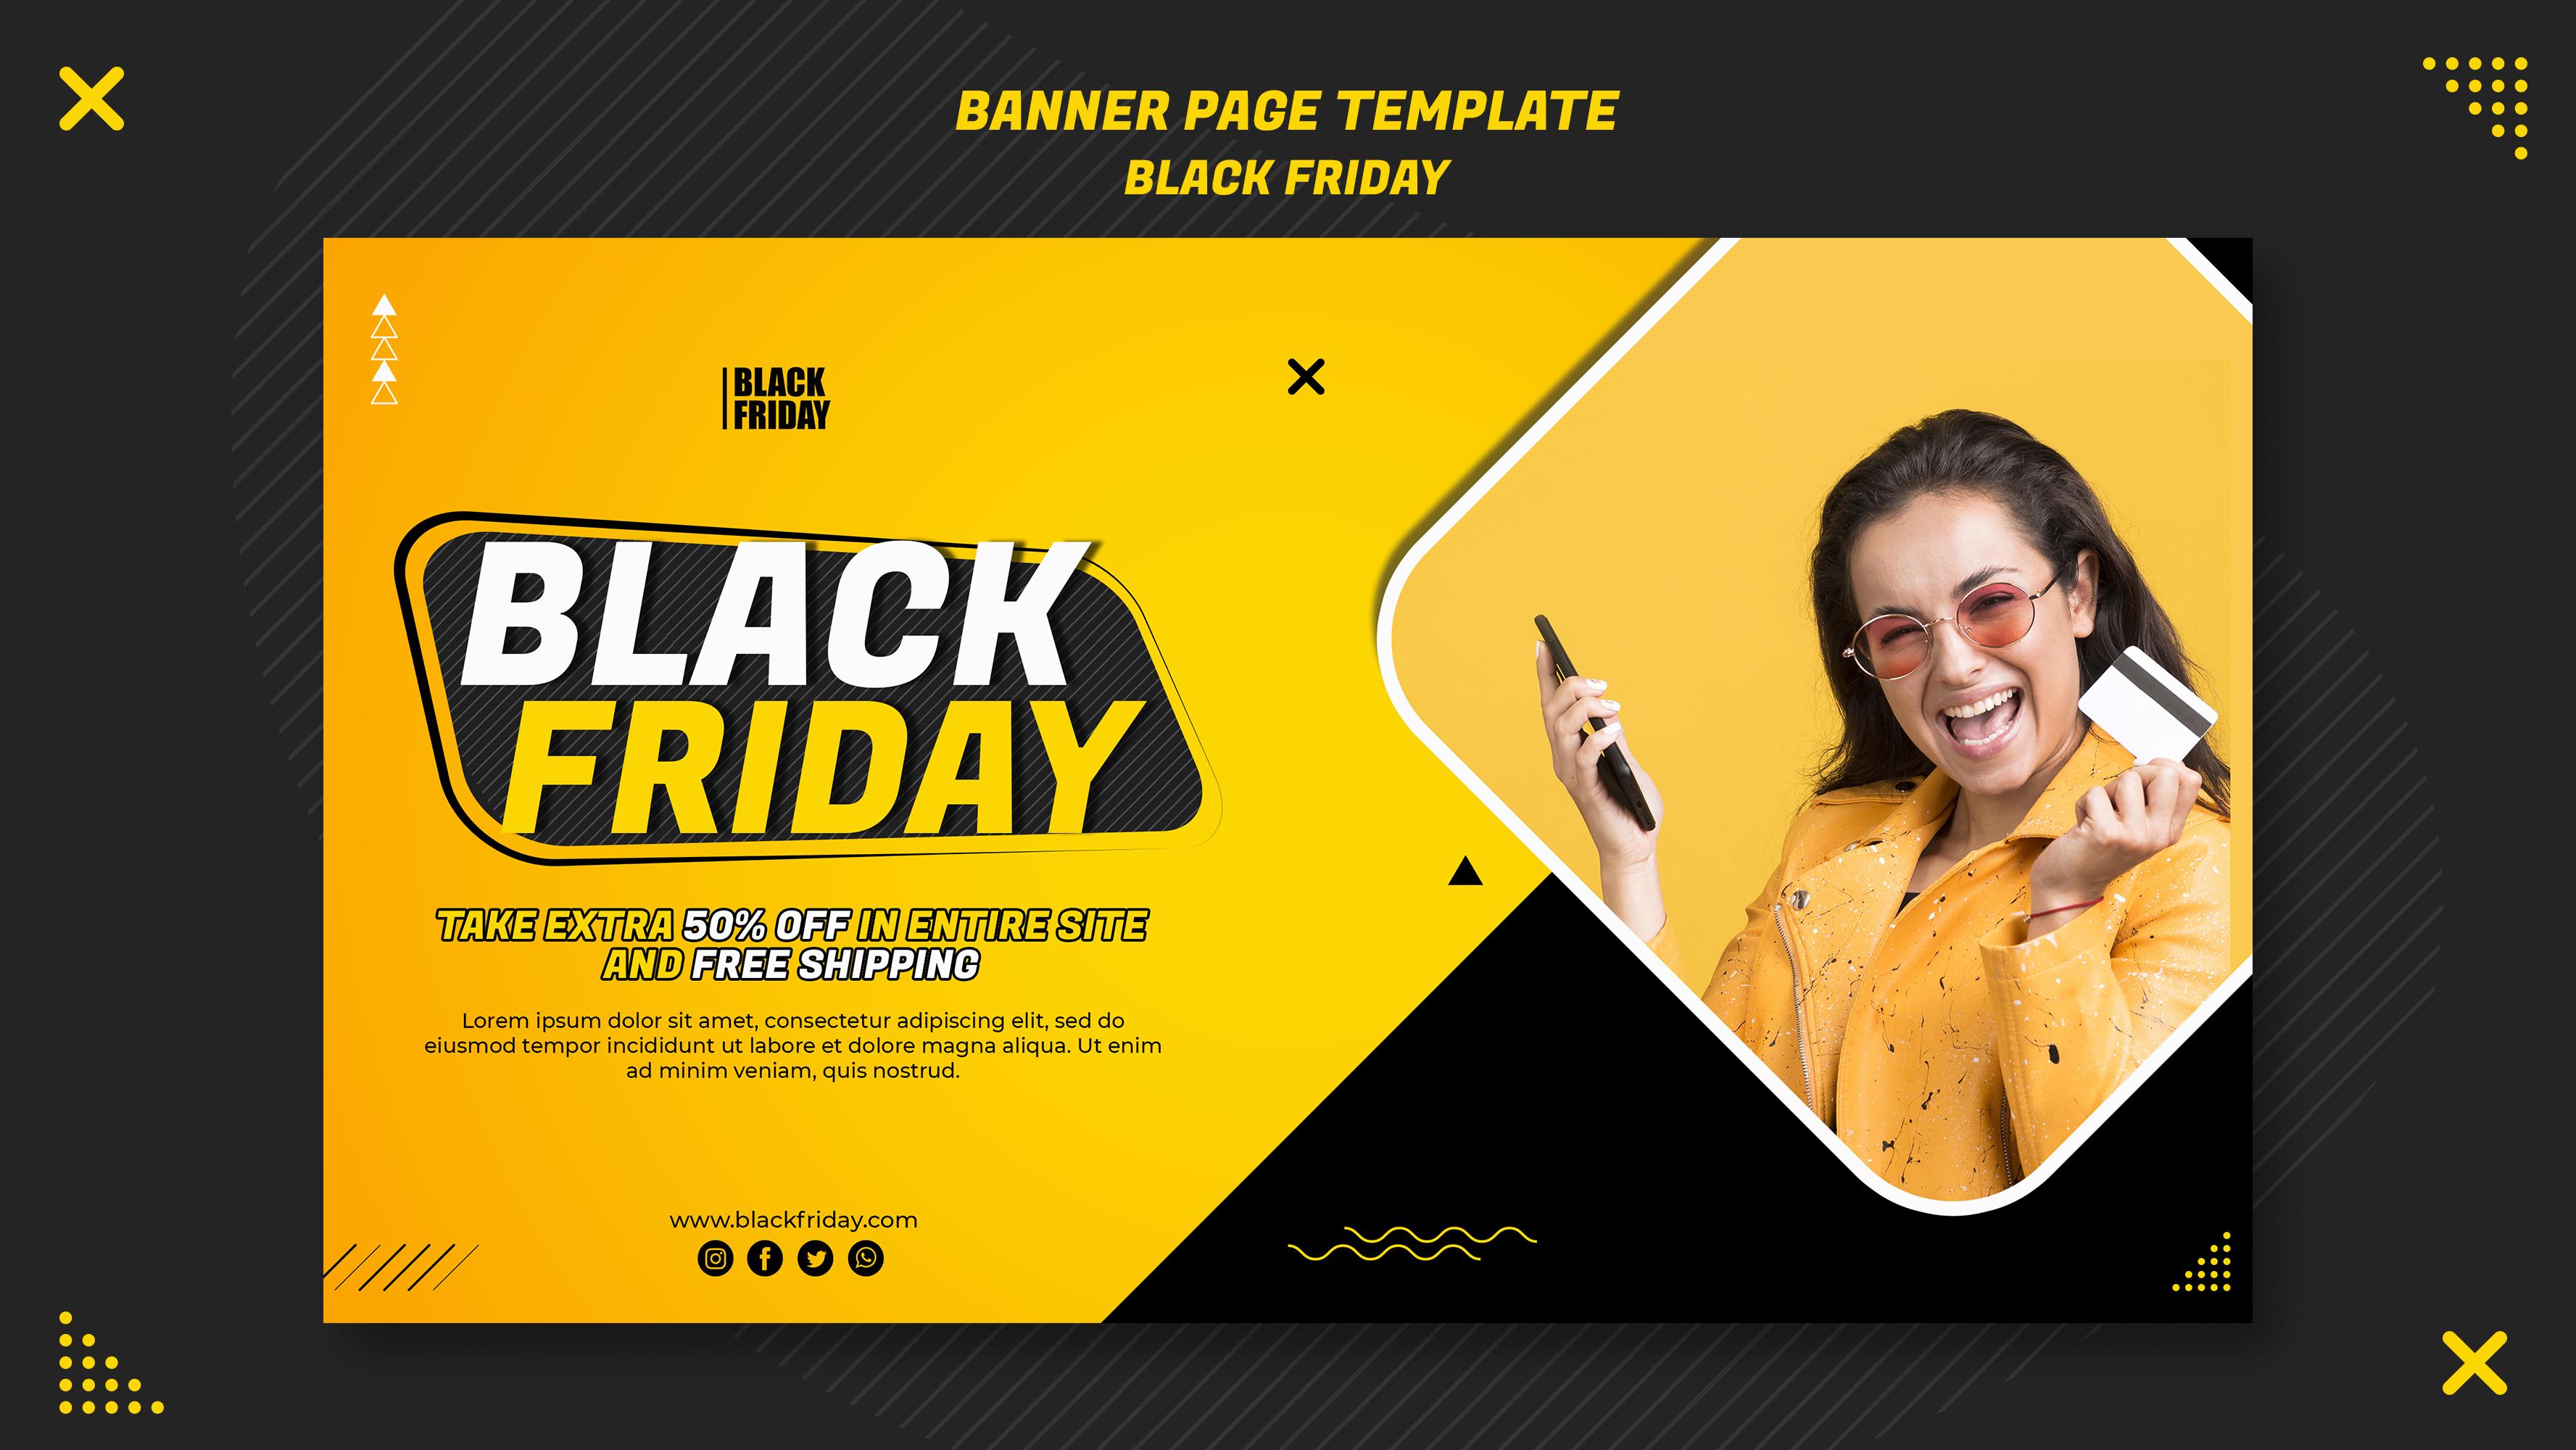 BANNER PAGE TEMPLATE
BLACK FRIDAY
BLACK
FRIDAY
BLACK
FRIDAY
TAKE EXTRA 50% OFF IN ENTIRE SITE
AND FREE SHIPPING
Lorem ipsum dolor sit amet, consectetur adipiscing elit, sed do
eiusmod tempor incididunt ut labore et dolore magna aliqua. Ut enim
ad minim veniam, quis nostrud.
www.blackfriday.com